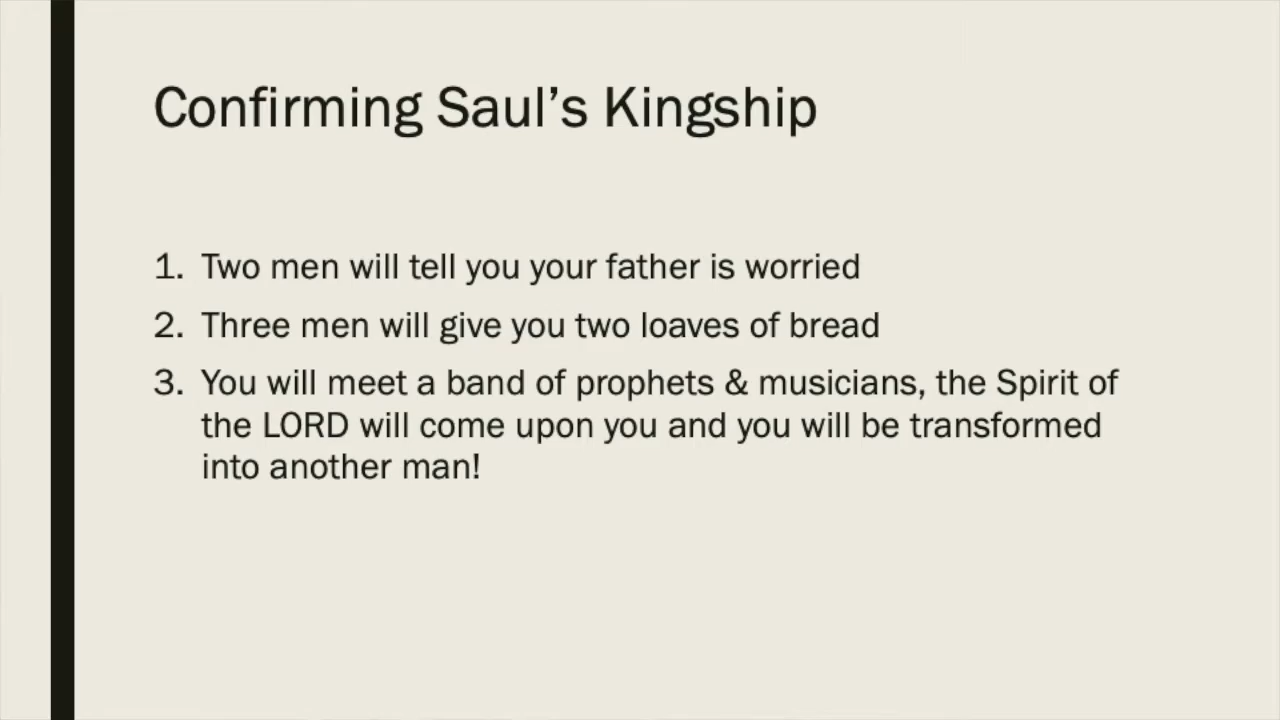 Confirming Saul’s Kingship
1. Two men will tell you your father is worried
2. Three men will give you two loaves of bread
3. You will meet a band of prophets & musicians, the Spirit of
the LORD will come upon you and you will be transformed
into another man!